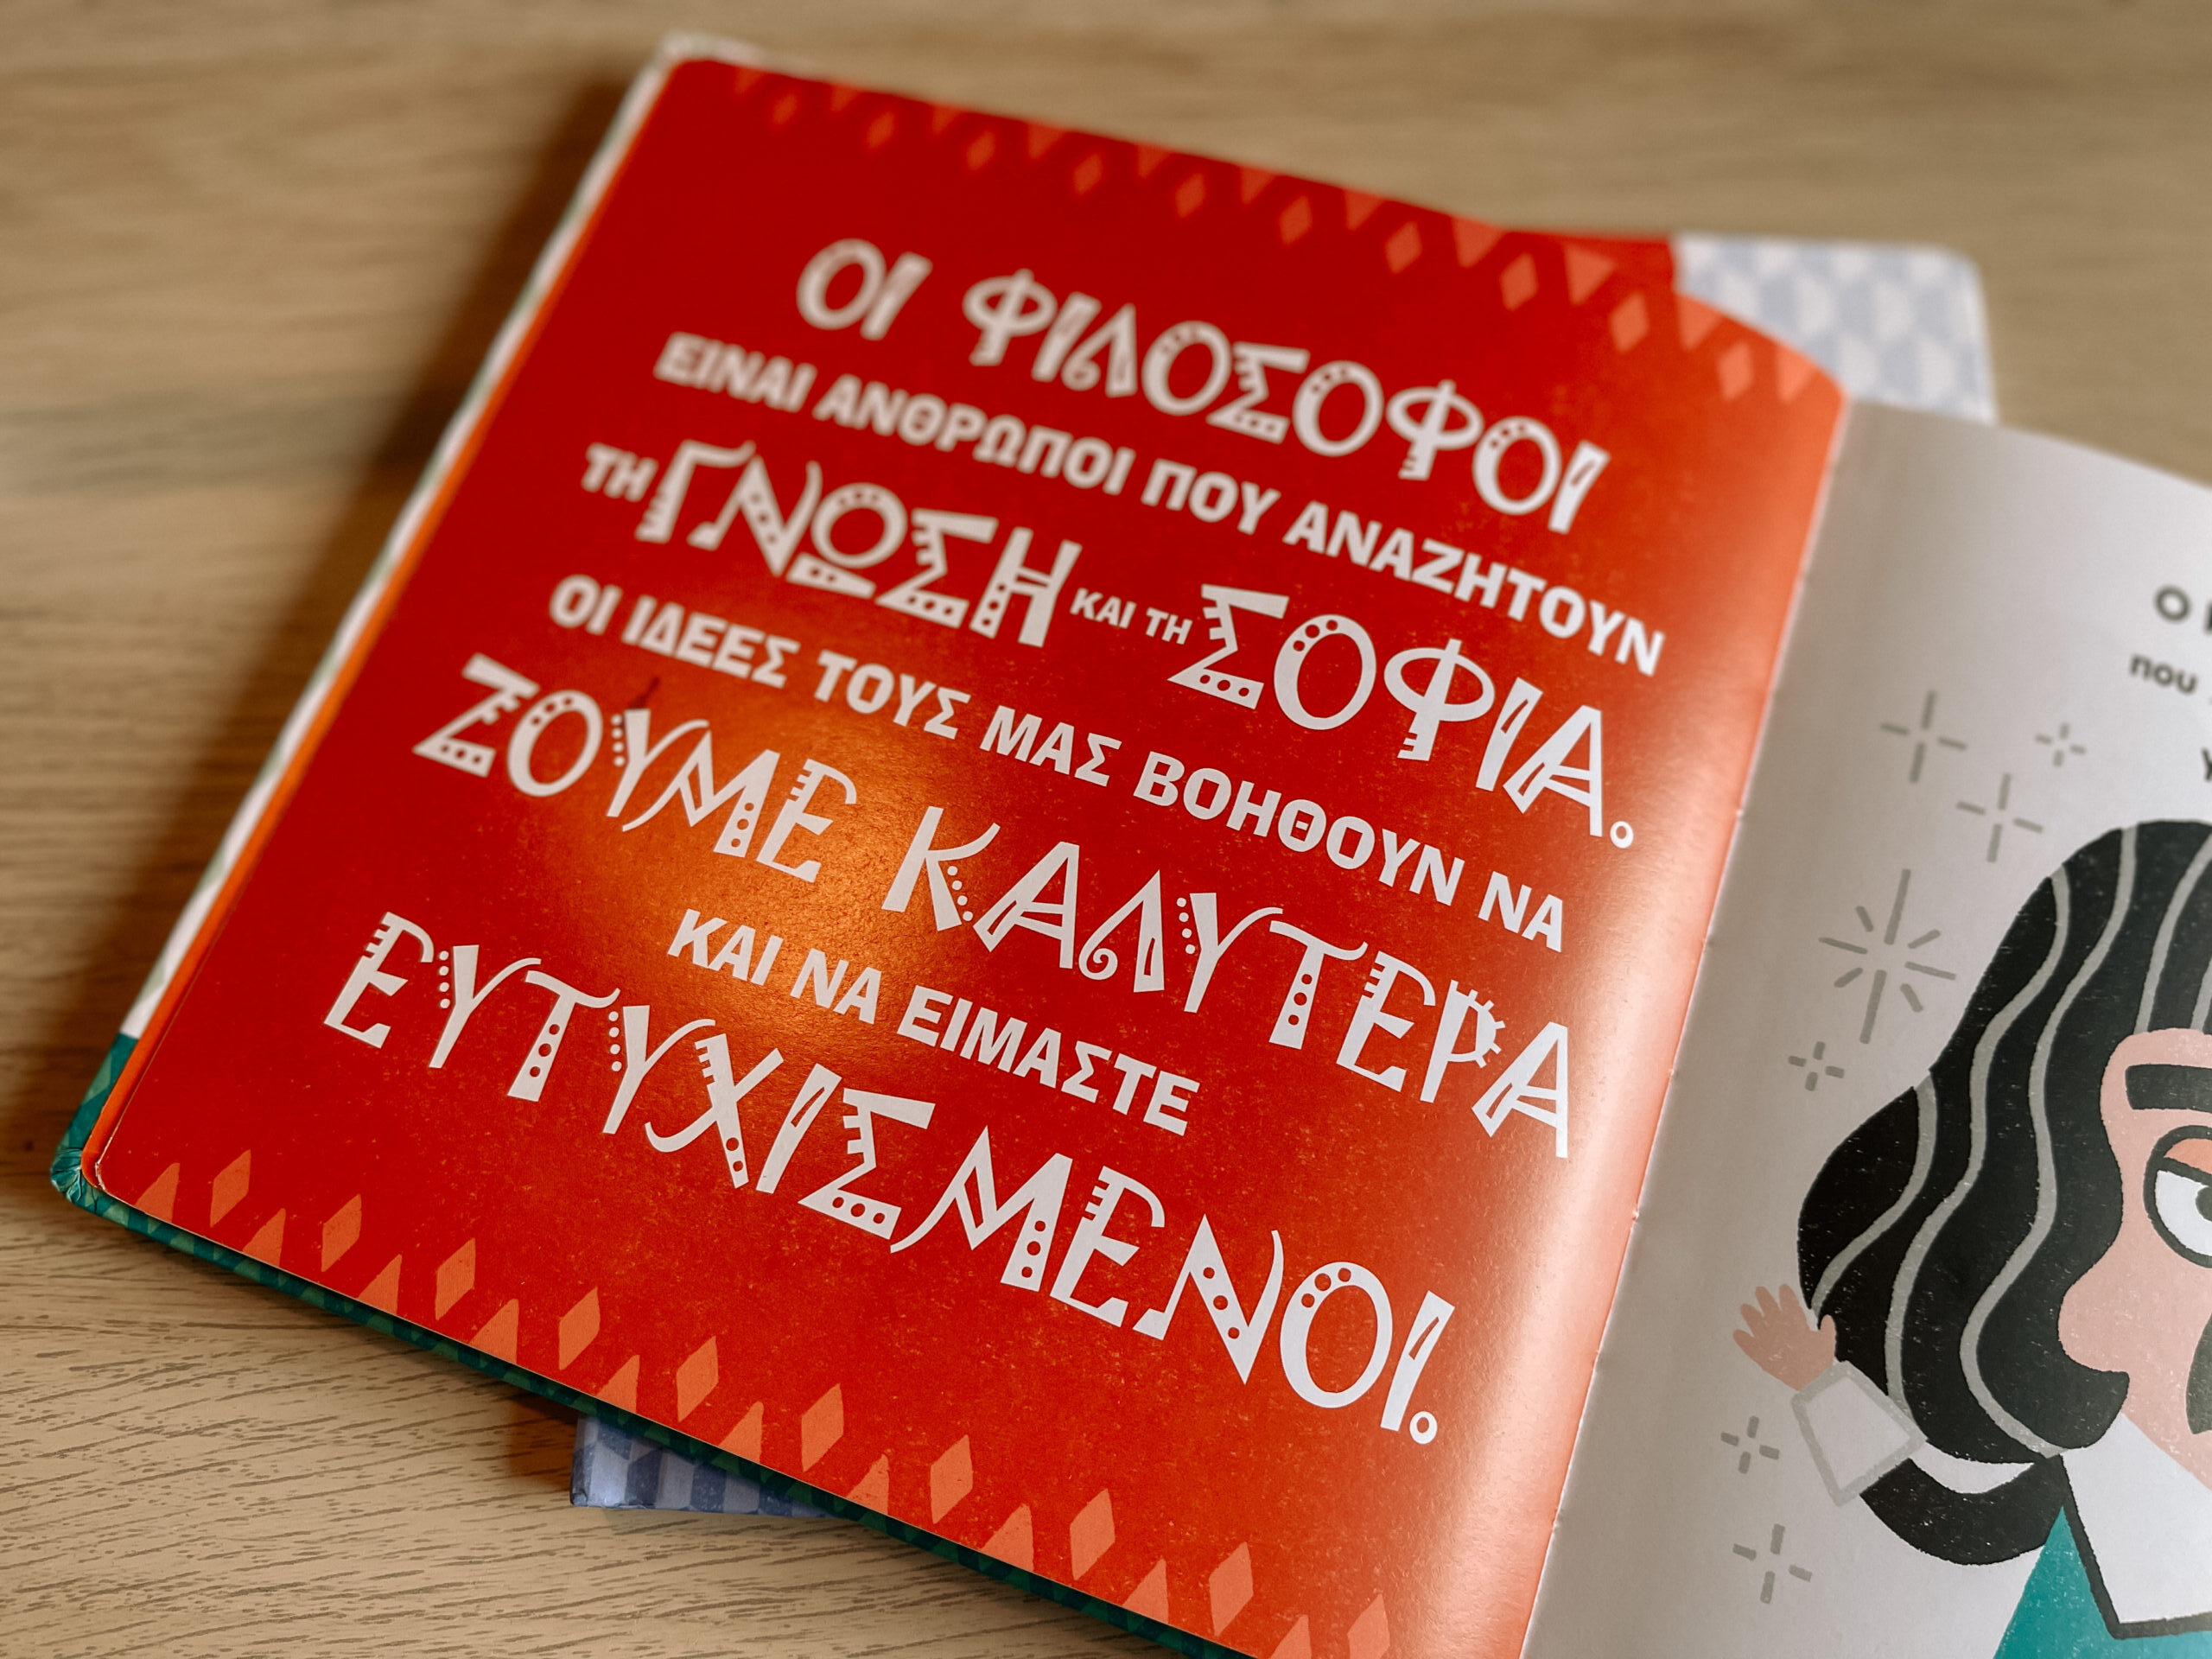 ΟΙ ΦΙΛΟΣΟΦΟΙ
ΕΙΝΑΙ ΑΝΘΡΩΠΟΙ ΠΟΥ ΑΝΑΖΗΤΟΥΝ
ΤΗ ΓΝΩΣΗ ΚΑΙ ΤΗ ΣΟΦΙΑ.
ΟΙ ΙΔΕΕΣ ΤΟΥΣ ΜΑΣ ΒΟΗΘΟΥΝ ΝΑ
ΖΟΥΜΕ ΚΑΛΥΤΕΡΑ
ΚΑΙ ΝΑ ΕΙΜΑΣΤΕ
ΕΥΤΥΧΙΣΜΕΝΟΙ.
Ο
που